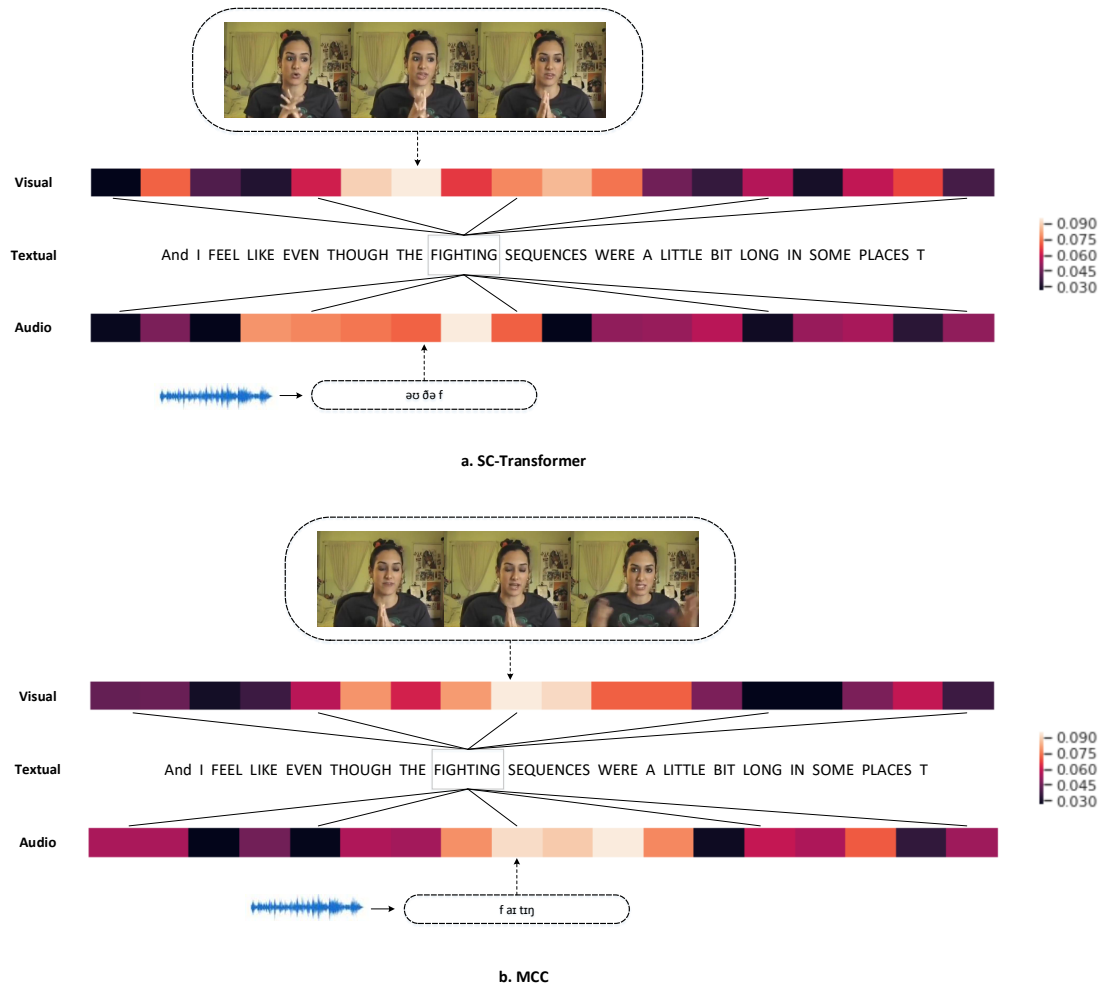 Visual
0.090
0.075
Textual And I FEEL LIKE EVEN THOUGH THE FIGHTING SEQUENCES WERE A LITTLE BIT LONG IN SOME PLACES T
0.060
0.045
0.030
Audio
əʊ ðə f
a. SC-Transformer
Visual
0.090
0.075
Textual And I FEEL LIKE EVEN THOUGH THE FIGHTING SEQUENCES WERE A LITTLE BIT LONG IN SOME PLACES T
0.060
0.045
0.030
Audio
f aɪ tɪŋ
b. MCC